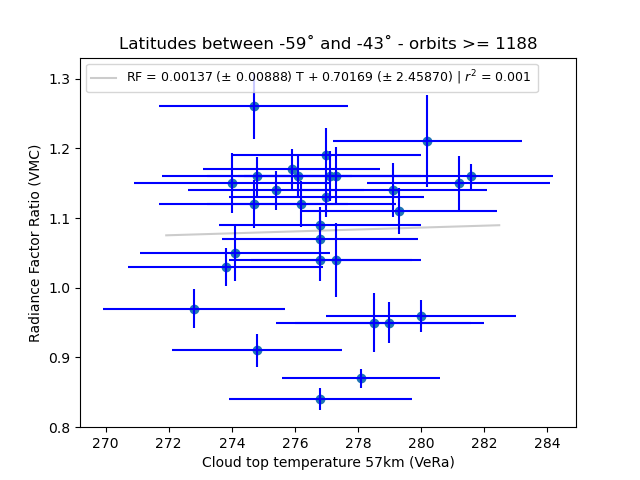 Latitudes between -59˚ and -43˚ - orbits >= 1188
RF = 0.00137 (± 0.00888) T + 0.70169 (± 2.45870) | r² = 0.001
Radiance Factor Ratio (VMC)
1.3
1.2
1.1
1.0
0.9
0.8
270 272 274 276 278 280 282 284
Cloud top temperature 57km (VeRa)